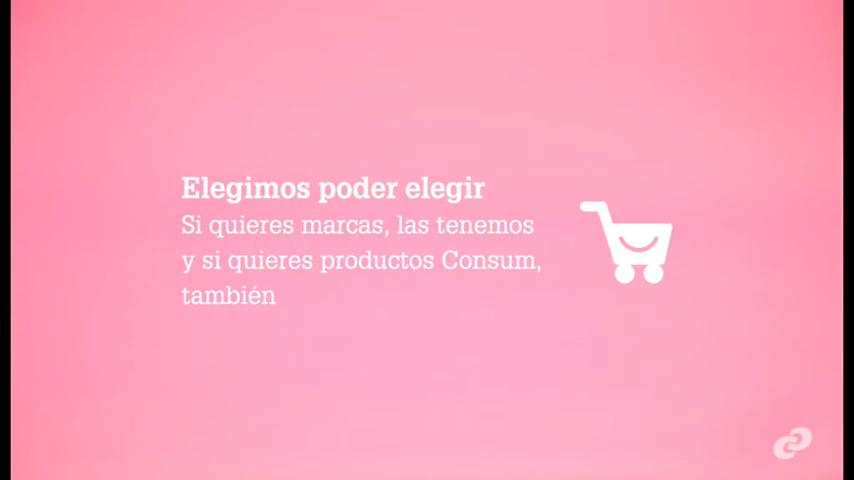 Elegimos poder elegir
Si quieres marcas, las tenemos
y si quieres productos Consum,
también